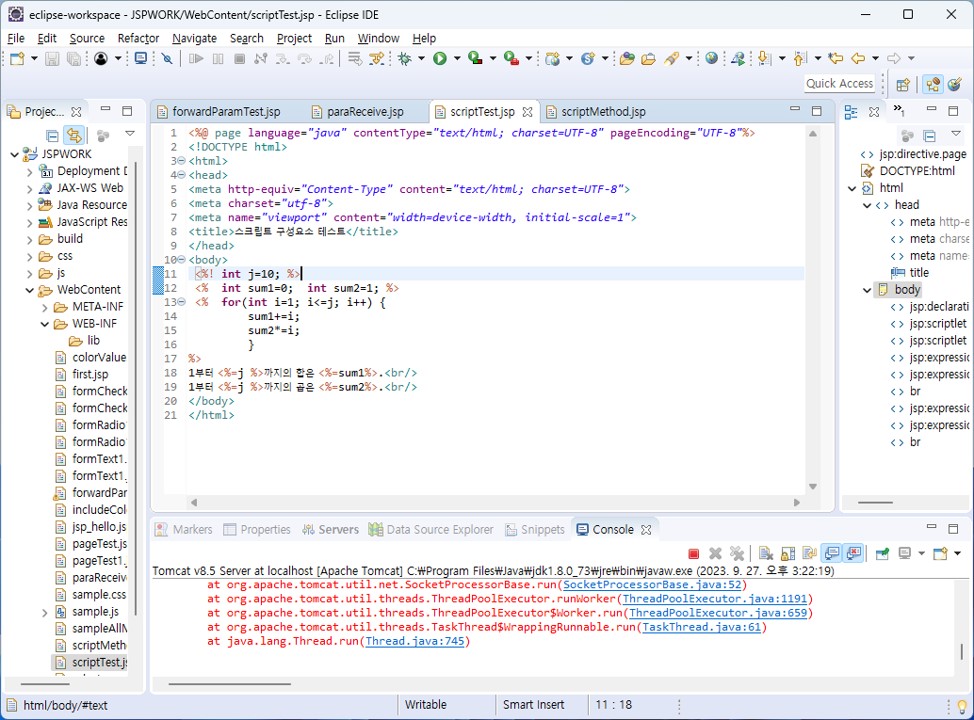 eclipse-workspace - JSPWORK/WebContent/scriptTest.jsp - Eclipse IDE
File Edit Source Refactor Navigate Search Project Run Window Help
Quick Access
Projec...
JSPWORK
Deployment D
JAX-WS Web
Java Resource
JavaScript Res
build
css
js
WebContent
META-INF
WEB-INF
lib
colorValue
first.jsp
formCheck
formCheck
formRadio
formRadio
formText1.
formText1.
forwardPar
includeCol
jsp_hello.js
pageTest.js
pageTest1.
paraReceive
sample.css
sample.js
sampleAllM
scriptMeth
scriptTest.js
forwardParamTest.jsp paraReceive.jsp scriptTest.jsp scriptMethod.jsp
1 <%@ page language="java" contentType="text/html; charset=UTF-8" pageEncoding="UTF-8"%>
2 <!DOCTYPE html>
3 <html>
4 <head>
5 <meta http-equiv="Content-Type" content="text/html; charset=UTF-8">
6 <meta charset="utf-8">
7 <meta name="viewport" content="width=device-width, initial-scale=1">
8 <title>스크립트 구성요소 테스트</title>
9 </head>
10 <body>
11 <%! int j=10; %>
12 <% int sum1=0; int sum2=1; %>
13 <% for(int i=1; i<=j; i++) {
14 sum1+=i;
15 sum2*=i;
16 }
17 %>
18 1부터 <%=j %>까지의 합은 <%=sum1%>.<br/>
19 1부터 <%=j %>까지의 곱은 <%=sum2%>.<br/>
20 </body>
21 </html>
jsp:directive.page
DOCTYPE:html
html
head
meta http-e
meta charse
meta name:
title
body
jsp:declarati
jsp:scriptlet
jsp:scriptlet
jsp:expressic
jsp:expressic
br
jsp:expressic
jsp:expressic
br
Markers Properties Servers Data Source Explorer Snippets Console
Tomcat v8.5 Server at localhost [Apache Tomcat] C:₩Program Files₩Java₩jdk1.8.0_73₩jre₩bin₩javaw.exe (2023. 9. 27. 오후 3:22:19)
at org.apache.tomcat.util.net.SocketProcessorBase.run(SocketProcessorBase.java:52)
at org.apache.tomcat.util.threads.ThreadPoolExecutor.runWorker(ThreadPoolExecutor.java:1191)
at org.apache.tomcat.util.threads.ThreadPoolExecutor$Worker.run(ThreadPoolExecutor.java:659)
at org.apache.tomcat.util.threads.TaskThread$WrappingRunnable.run(TaskThread.java:61)
at java.lang.Thread.run(Thread.java:745)
html/body/#text Writable Smart Insert 11 : 18